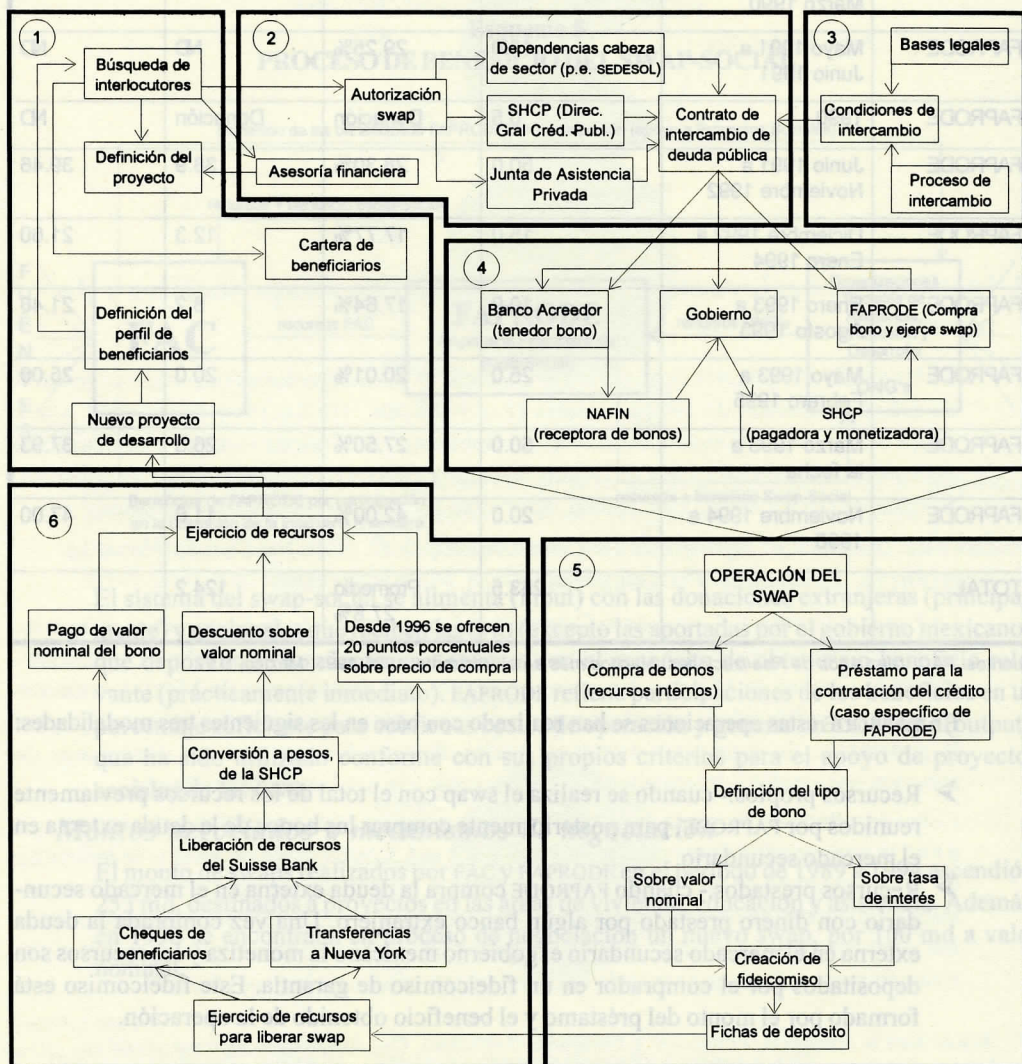 1
Búsqueda de
interlocutores
Definición del
proyecto
Definición del
perfil de
beneficiarios
Nuevo proyecto
de desarrollo
2
Autorización
swap
Asesoría financiera
Cartera de
beneficiarios
Dependencias cabeza
de sector (p.e. SEDESOL)
SHCP (Direc.
Gral Créd.-Publ.)
Junta de Asistencia
Privada
Contrato de
intercambio de
deuda pública
3
Bases legales
Condiciones de
intercambio
Proceso de
intercambio
4
Banco Acreedor
(tenedor bono)
Gobierno
FAPRODE (Compra
bono y ejerce swap)
NAFIN
(receptora de bonos)
SHCP
(pagadora y monetizadora)
5
OPERACIÓN DEL
SWAP
Compra de bonos
(recursos internos)
Préstamo para la
contratación del crédito
(caso específico de
FAPRODE)
Definición del tipo
de bono
Sobre valor
nominal
Sobre tasa
de interés
Creación de
fideicomiso
Fichas de depósito
6
Ejercicio de recursos
Pago de valor
nominal del bono
Descuento sobre
valor nominal
1996 se ofrecen
20 puntos porcentuales
sobre precio de compra
Conversión a pesos
de la SHCP
Liberación de recursos
del Suisse Bank
Cheques de
beneficiarios
Transferencia
a Nueva York
Ejercicio de recursos
para liberar swap